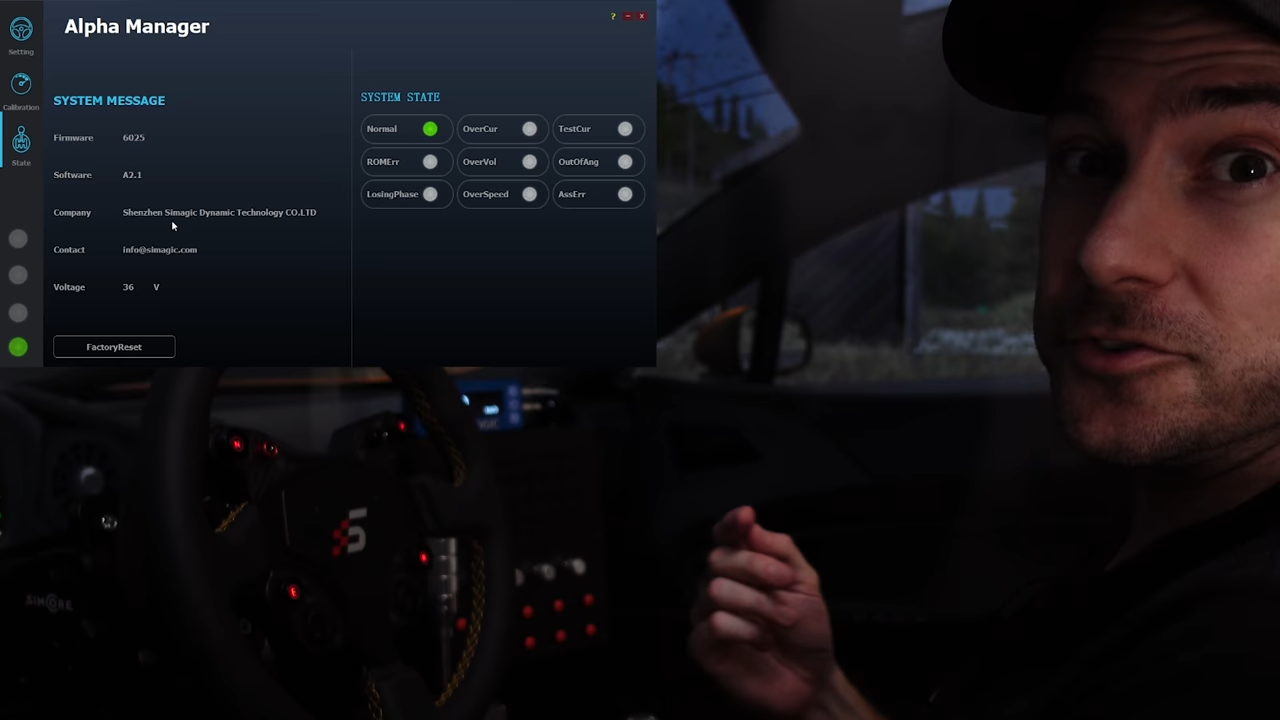 Alpha Manager
?
Setting
Calibration
State
SYSTEM MESSAGE
Firmware 6025
Software A2.1
Company Shenzhen Simagic Dynamic Technology CO.LTD
Contact info@simagic.com
Voltage 36 V
FactoryReset
SYSTEM STATE
Normal OverCur TestCur
ROMErr OverVol OutOfAng
LosingPhase OverSpeed AssErr
N